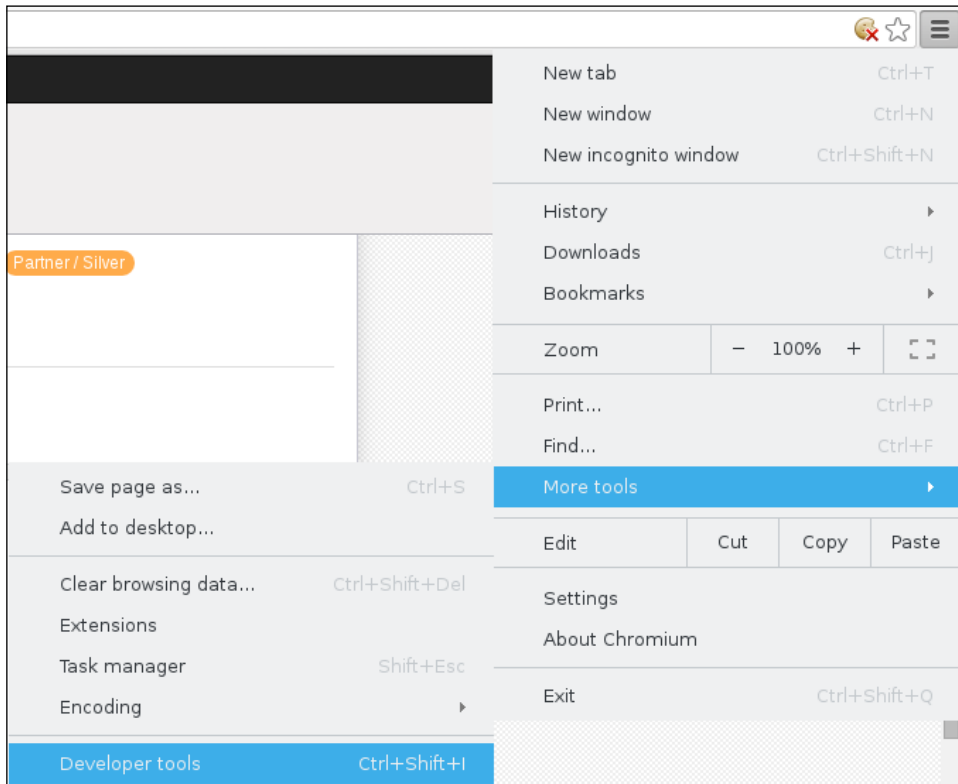 New tab Ctrl+T
New window Ctrl+N
New incognito window Ctrl+Shift+N
History
Downloads Ctrl+J
Bookmarks
Zoom − 100% +
Print... Ctrl+P
Find... Ctrl+F
More tools
Edit Cut Copy Paste
Settings
About Chromium
Exit Ctrl+Shift+Q
Partner / Silver
Save page as... Ctrl+S
Add to desktop...
Clear browsing data... Ctrl+Shift+Del
Extensions
Task manager Shift+Esc
Encoding
Developer tools Ctrl+Shift+I